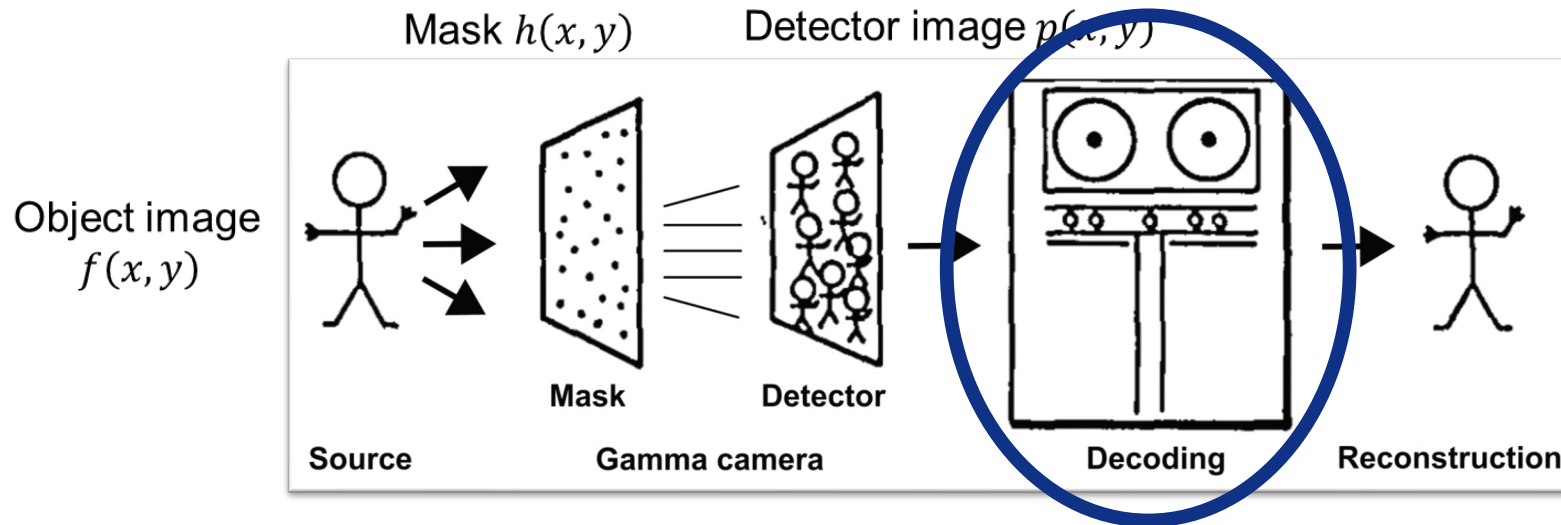 Mask h(x, y)
Detector image p(x, y)
Object image
f(x, y)
Mask
Detector
Source
Gamma camera
Decoding
Reconstruction